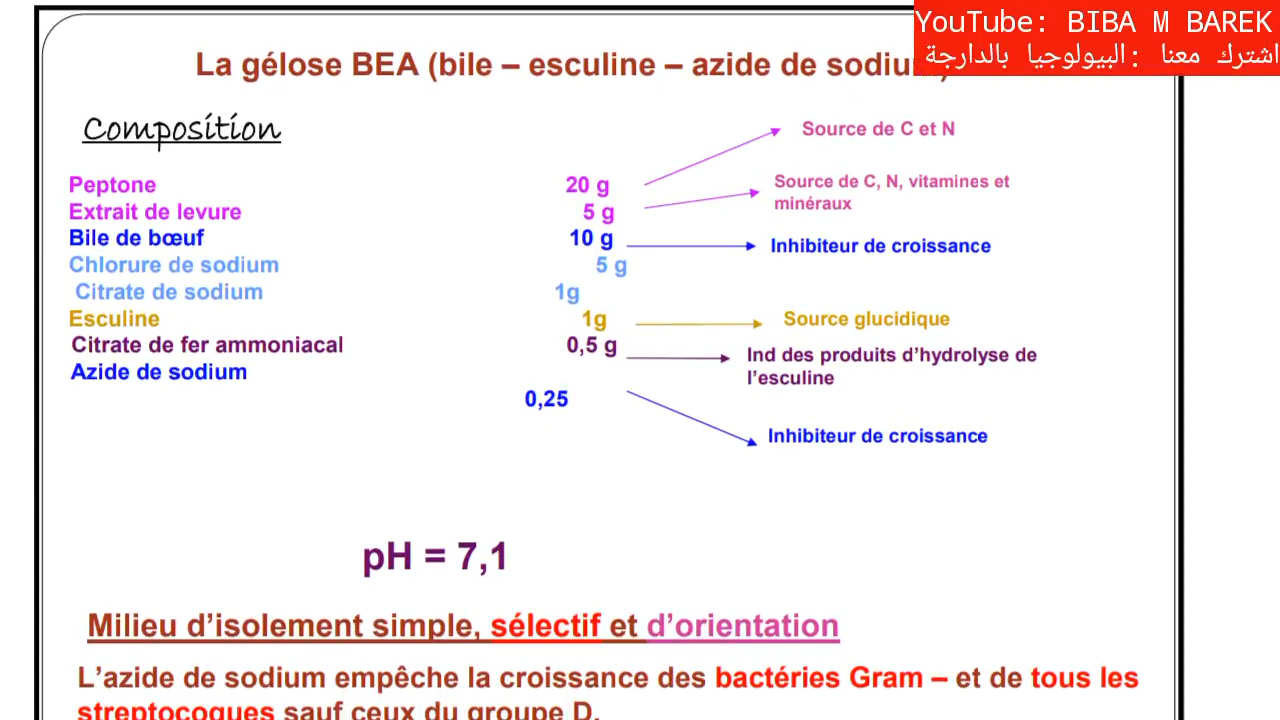 YouTube: BIBA M BAREK
اشترك معنا :البيولوجيا بالدارجة
La gélose BEA (bile – esculine – azide de sodium)
Composition
Source de C et N
Peptone 20 g
Source de C, N, vitamines et
minéraux
Extrait de levure 5 g
Bile de bœuf 10 g Inhibiteur de croissance
Chlorure de sodium 5 g
Citrate de sodium 1g
Esculine 1g Source glucidique
Citrate de fer ammoniacal 0,5 g Ind des produits d’hydrolyse de
l’esculine
Azide de sodium
0,25
Inhibiteur de croissance
pH = 7,1
Milieu d’isolement simple, sélectif et d’orientation
L’azide de sodium empêche la croissance des bactéries Gram – et de tous les
streptocoques sauf ceux du groupe D.